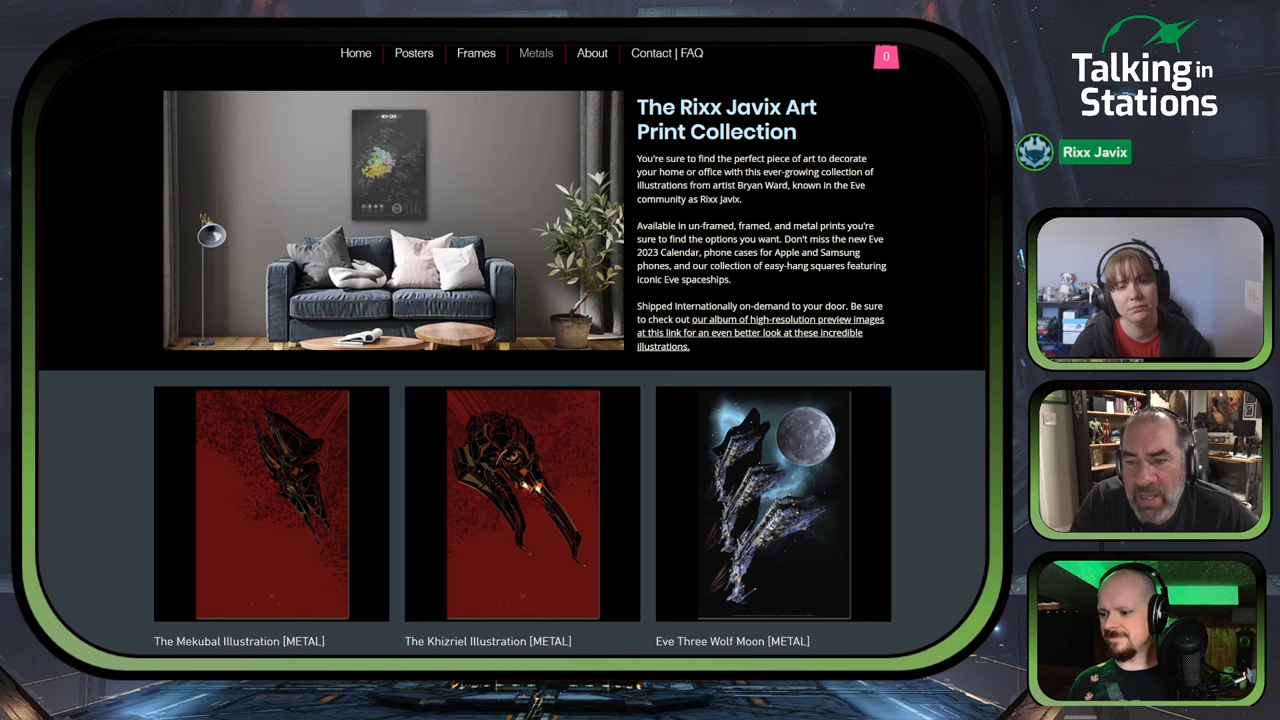 Home
Posters
Frames
Metals
About
Contact | FAQ
0
Talking in
Stations
Rixx Javix
NEW EDEN
The Rixx Javix Art
Print Collection
You're sure to find the perfect piece of art to decorate
your home or office with this ever-growing collection of
illustrations from artist Bryan Ward, known in the Eve
community as Rixx Javix.
Available in un-framed, framed, and metal prints you're
sure to find the options you want. Don't miss the new Eve
2023 Calendar, phone cases for Apple and Samsung
phones, and our collection of easy-hang squares featuring
iconic Eve spaceships.
Shipped Internationally on-demand to your door. Be sure
to check out our album of high-resolution preview images
at this link for an even better look at these incredible
illustrations.
The Mekubal Illustration [METAL]
The Khizriel Illustration [METAL]
Eve Three Wolf Moon [METAL]